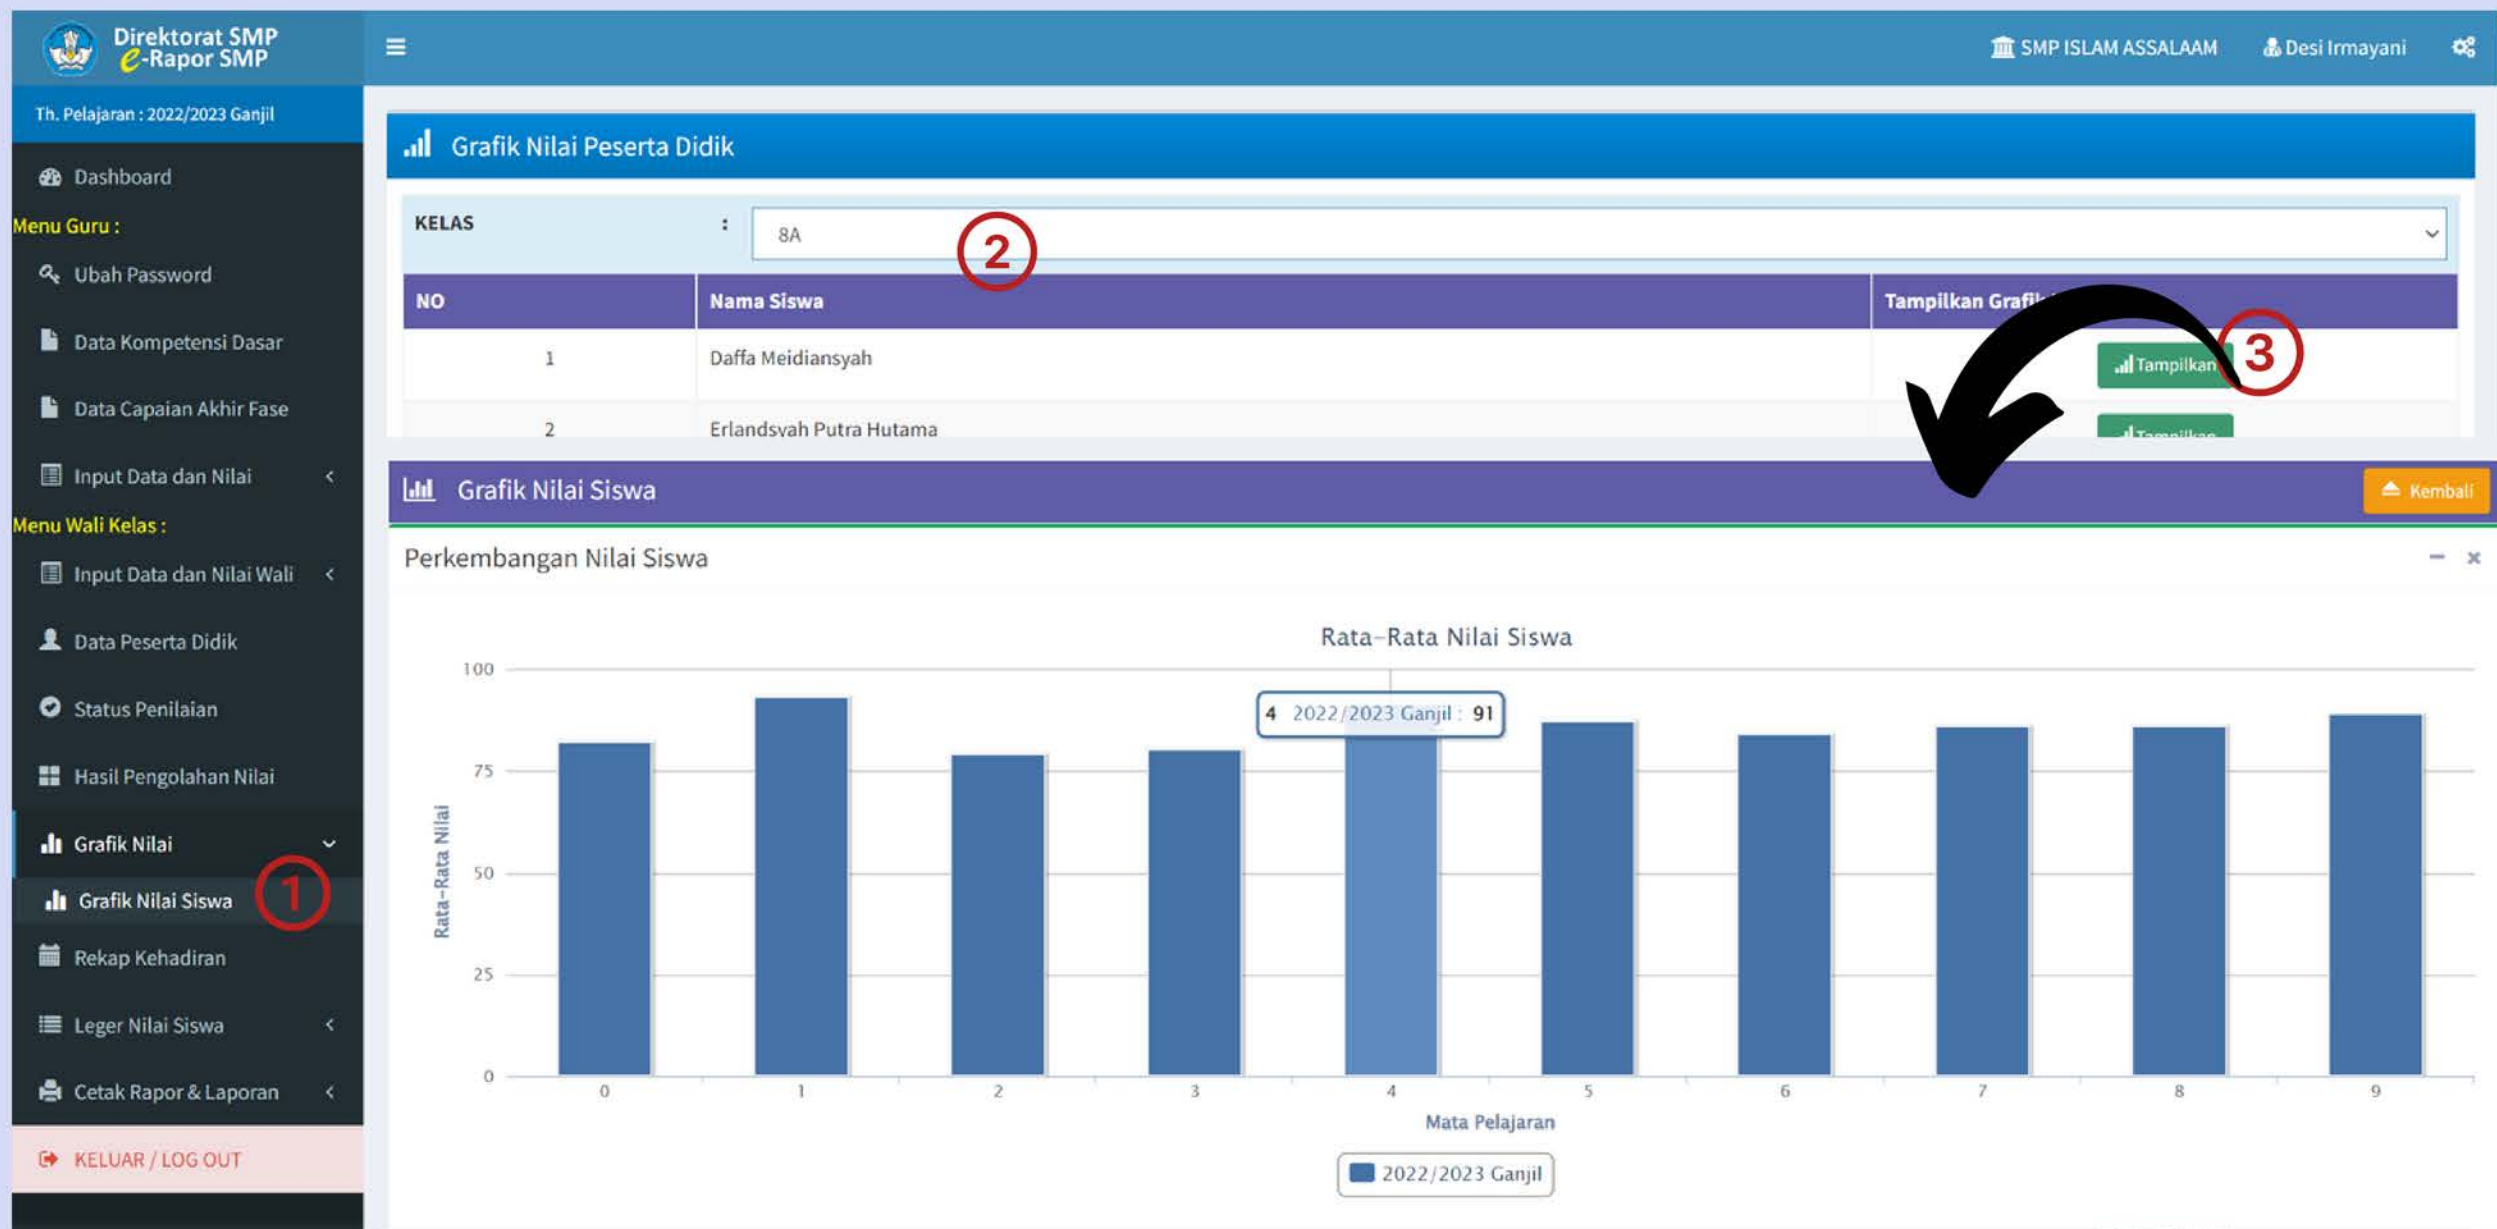 Direktorat SMP
e-Rapor SMP
SMP ISLAM ASSALAAM
Desi Irmayani
Th. Pelajaran : 2022/2023 Ganjil
Dashboard
Menu Guru :
Ubah Password
Data Kompetensi Dasar
Data Capaian Akhir Fase
Input Data dan Nilai
Menu Wali Kelas :
Input Data dan Nilai Wali
Data Peserta Didik
Status Penilaian
Hasil Pengolahan Nilai
Grafik Nilai
Grafik Nilai Siswa
1
Rekap Kehadiran
Leger Nilai Siswa
Cetak Rapor & Laporan
KELUAR / LOG OUT
Grafik Nilai Peserta Didik
KELAS : 8A
2
NO Nama Siswa Tampilkan Grafik
1 Daffa Meidiansyah Tampilkan
3
2 Erlandsyah Putra Hutama Tampilkan
Grafik Nilai Siswa
Kembali
Perkembangan Nilai Siswa
Rata-Rata Nilai Siswa
4 2022/2023 Ganjil : 91
100
75
50
25
0
Rata-Rata Nilai
0 1 2 3 4 5 6 7 8 9
Mata Pelajaran
2022/2023 Ganjil